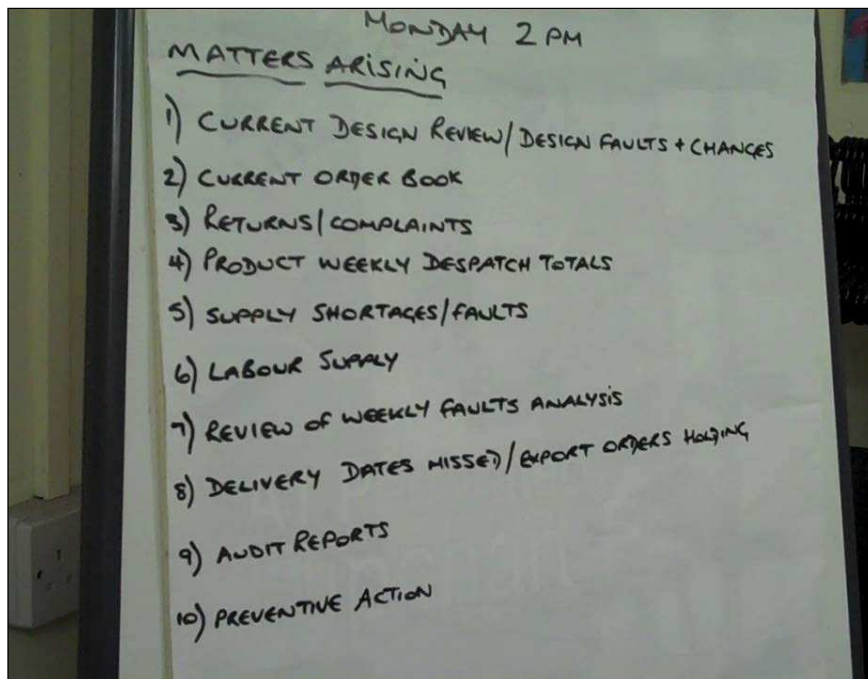 MONDAY 2 PM
MATTERS ARISING
1) CURRENT DESIGN REVIEW/DESIGN FAULTS + CHANGES
2) CURRENT ORDER BOOK
3) RETURNS/COMPLAINTS
4) PRODUCT WEEKLY DESPATCH TOTALS
5) SUPPLY SHORTAGES/FAULTS
6) LABOUR SUPPLY
7) REVIEW OF WEEKLY FAULTS ANALYSIS
8) DELIVERY DATES MISSED/EXPORT ORDERS HOLDING
9) AUDIT REPORTS
10) PREVENTIVE ACTION